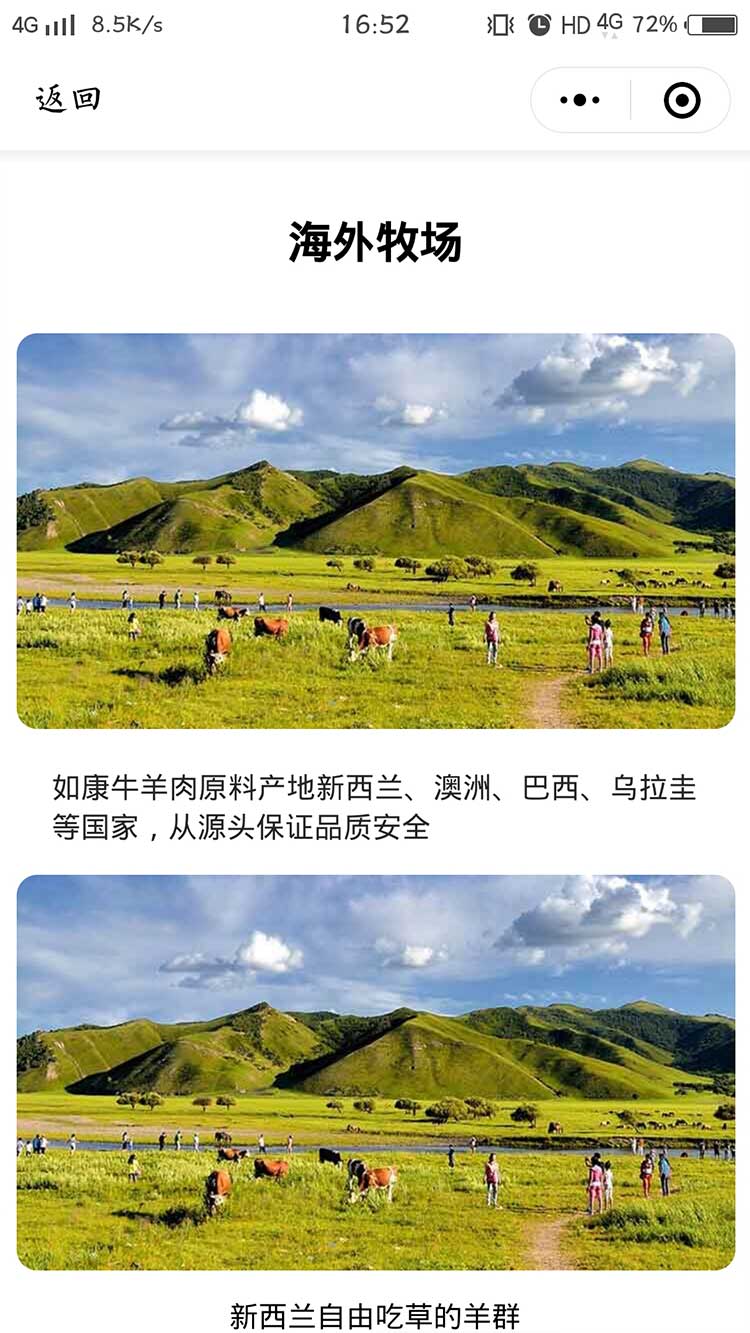 4G 8.5K/s 16:52 HD 4G 72%
返回
海外牧场
如康牛羊肉原料产地新西兰、澳洲、巴西、乌拉圭
等国家，从源头保证品质安全
新西兰自由吃草的羊群